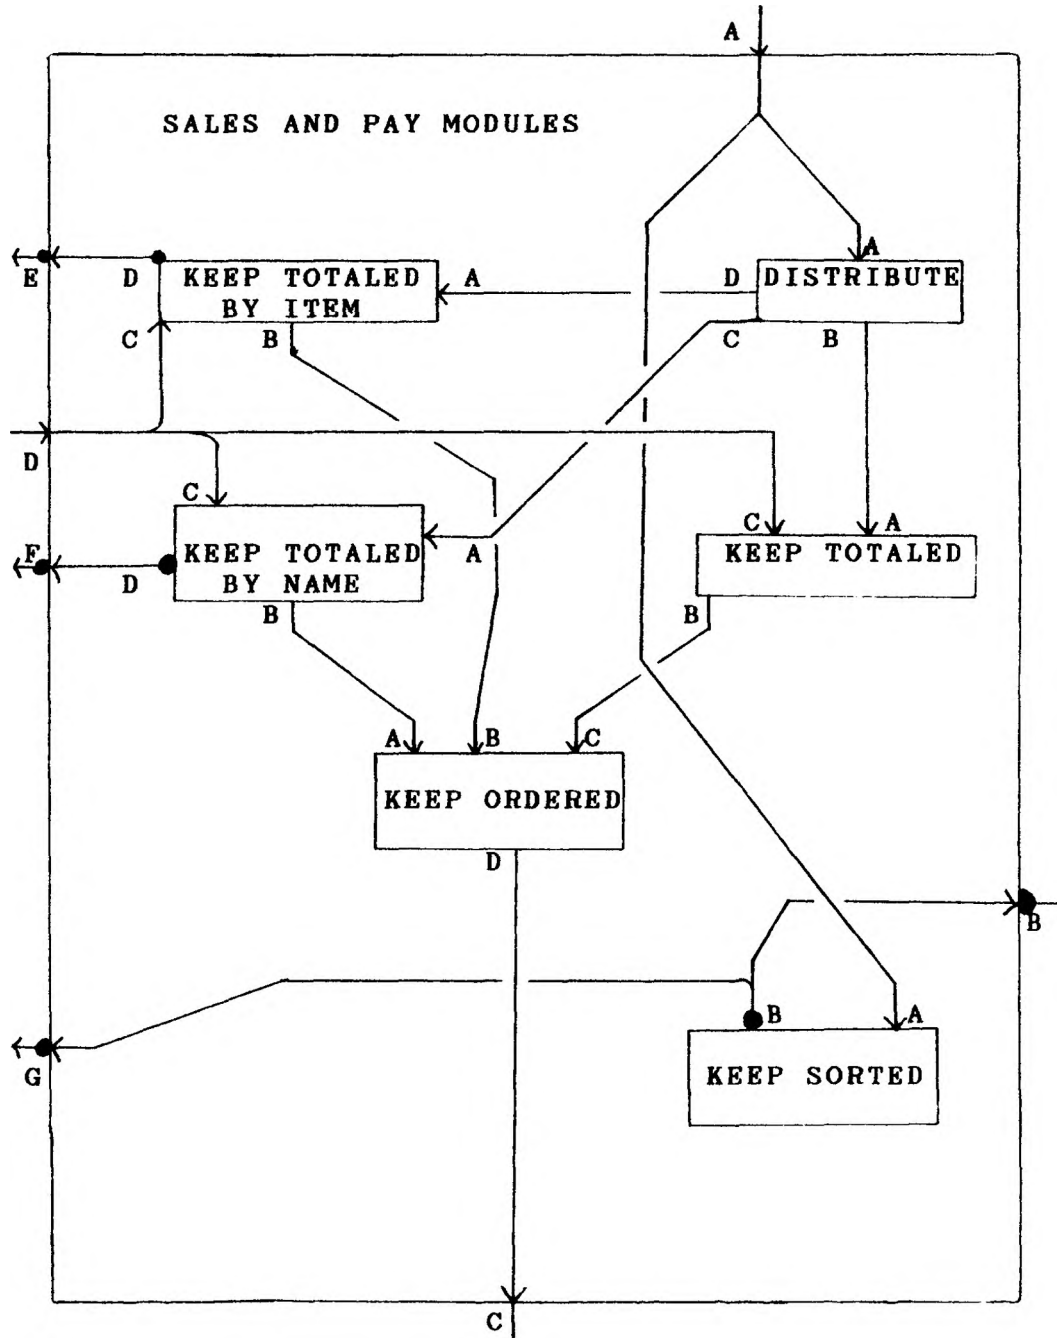 A
SALES AND PAY MODULES
A
E
D
KEEP TOTALED
BY ITEM
A
D
DISTRIBUTE
C
B
C
B
D
C
C
A
F
D
KEEP TOTALED
BY NAME
A
KEEP TOTALED
B
B
A
B
C
KEEP ORDERED
D
B
B
A
G
KEEP SORTED
C